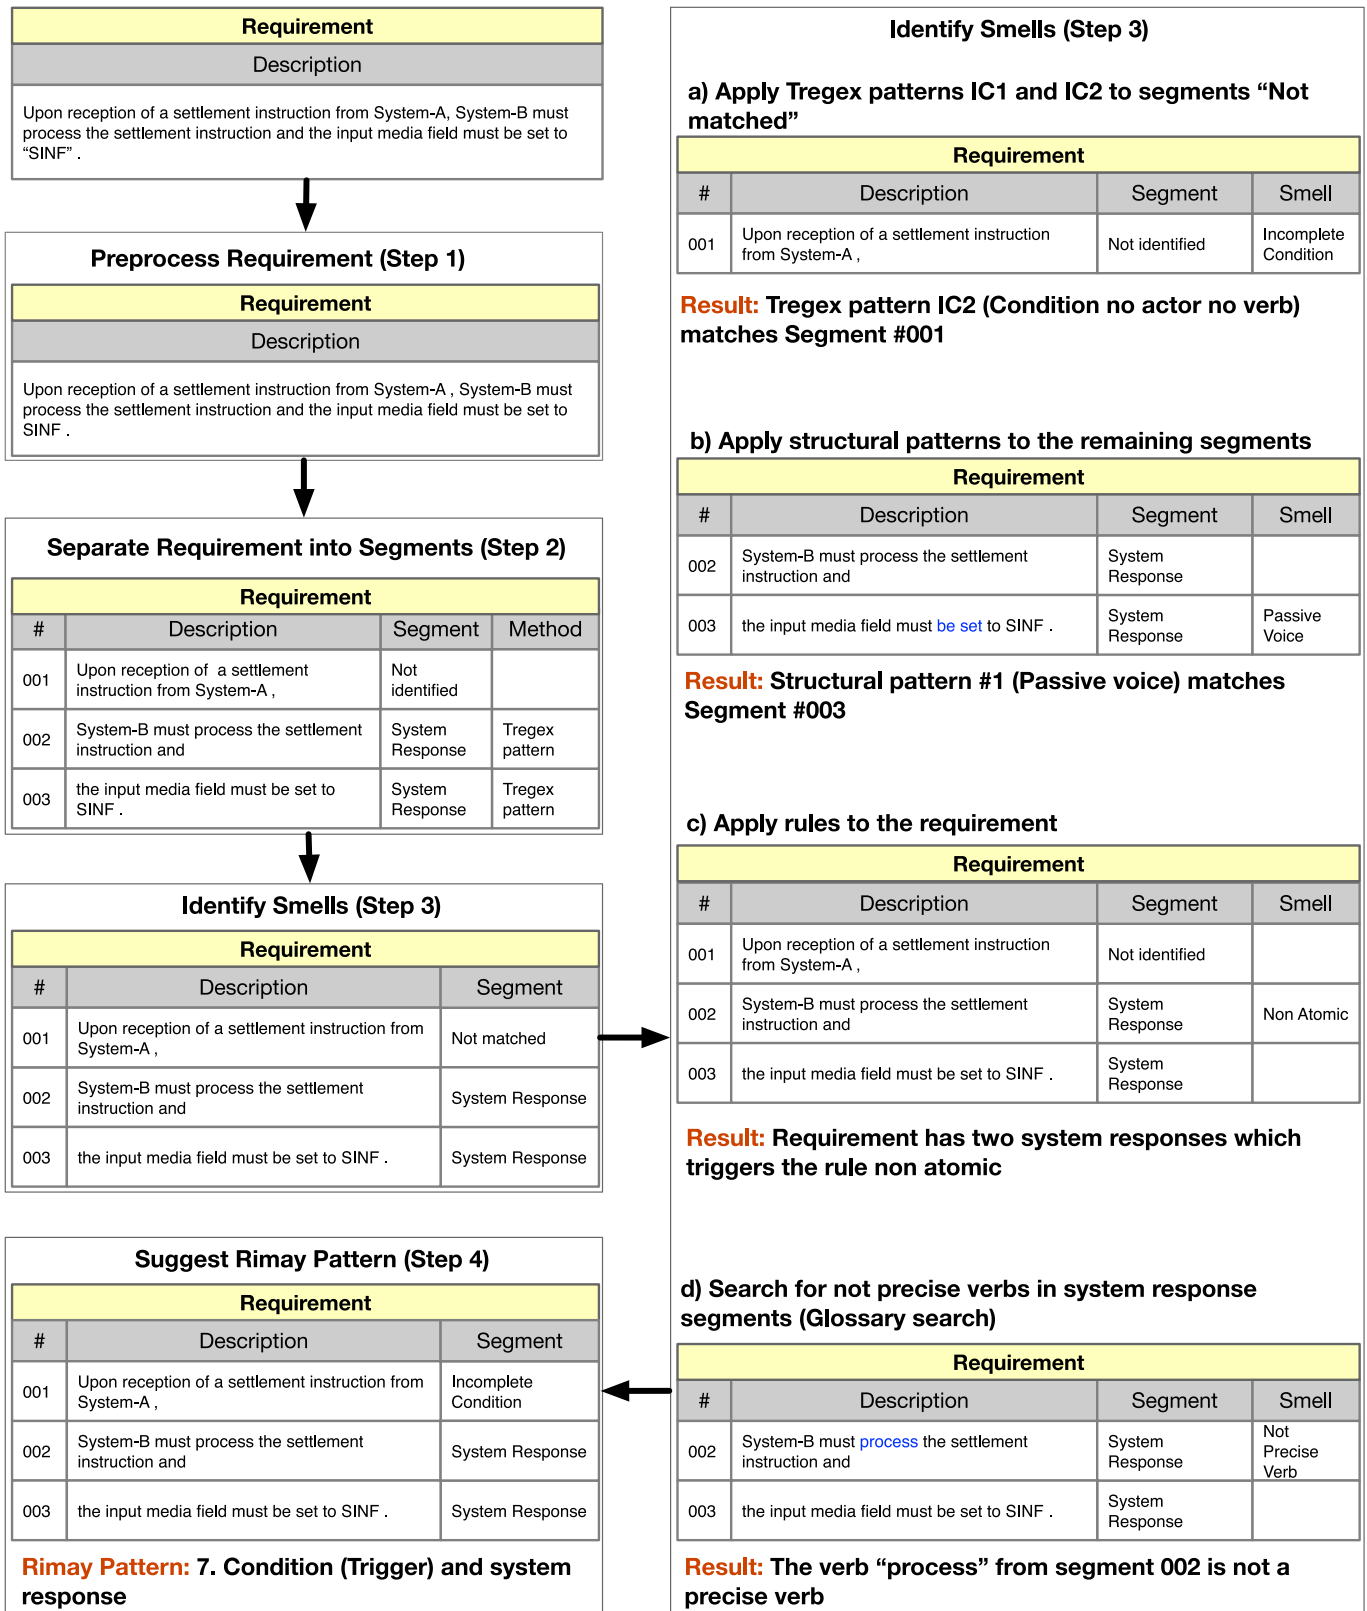 Requirement
Description
Upon reception of a settlement instruction from System-A, System-B must
process the settlement instruction and the input media field must be set to
“SINF” .
Preprocess Requirement (Step 1)
Requirement
Description
Upon reception of a settlement instruction from System-A , System-B must
process the settlement instruction and the input media field must be set to
SINF .
Separate Requirement into Segments (Step 2)
Requirement
# Description Segment Method
001 Upon reception of  a settlement instruction from System-A , Not identified
002 System-B must process the settlement instruction and System Response Tregex pattern
003 the input media field must be set to SINF . System Response Tregex pattern
Identify Smells (Step 3)
Requirement
# Description Segment
001 Upon reception of a settlement instruction from System-A , Not matched
002 System-B must process the settlement instruction and System Response
003 the input media field must be set to SINF . System Response
Suggest Rimay Pattern (Step 4)
Requirement
# Description Segment
001 Upon reception of a settlement instruction from System-A , Incomplete Condition
002 System-B must process the settlement instruction and System Response
003 the input media field must be set to SINF . System Response
Rimay Pattern: 7. Condition (Trigger) and system
response
Identify Smells (Step 3)
a) Apply Tregex patterns IC1 and IC2 to segments “Not
matched”
Requirement
# Description Segment Smell
001 Upon reception of a settlement instruction from System-A , Not identified Incomplete Condition
Result: Tregex pattern IC2 (Condition no actor no verb)
matches Segment #001
b) Apply structural patterns to the remaining segments
Requirement
# Description Segment Smell
002 System-B must process the settlement instruction and System Response
003 the input media field must be set to SINF . System Response Passive Voice
Result: Structural pattern #1 (Passive voice) matches
Segment #003
c) Apply rules to the requirement
Requirement
# Description Segment Smell
001 Upon reception of a settlement instruction from System-A , Not identified
002 System-B must process the settlement instruction and System Response Non Atomic
003 the input media field must be set to SINF . System Response
Result: Requirement has two system responses which
triggers the rule non atomic
d) Search for not precise verbs in system response
segments (Glossary search)
Requirement
# Description Segment Smell
002 System-B must process the settlement instruction and System Response Not Precise Verb
003 the input media field must be set to SINF . System Response
Result: The verb “process” from segment 002 is not a
precise verb